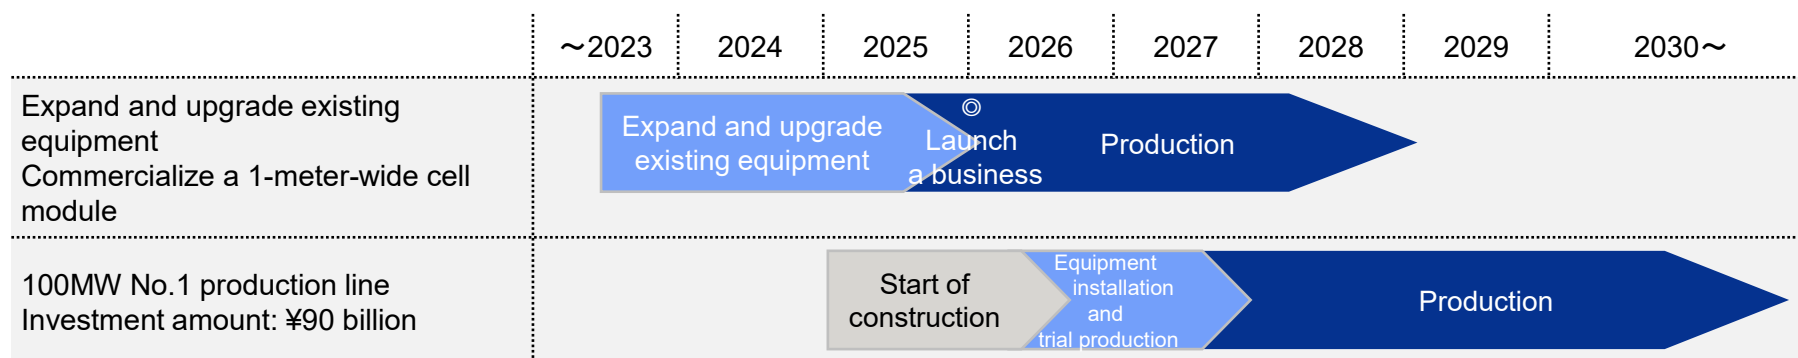 ～2023 2024 2025 2026 2027 2028 2029 2030～
Expand and upgrade existing
equipment
Commercialize a 1-meter-wide cell
module
Expand and upgrade
existing equipment
◎
Launch
a business
Production
100MW No.1 production line
Investment amount: ¥90 billion
Start of
construction
Equipment
installation
and
trial production
Production